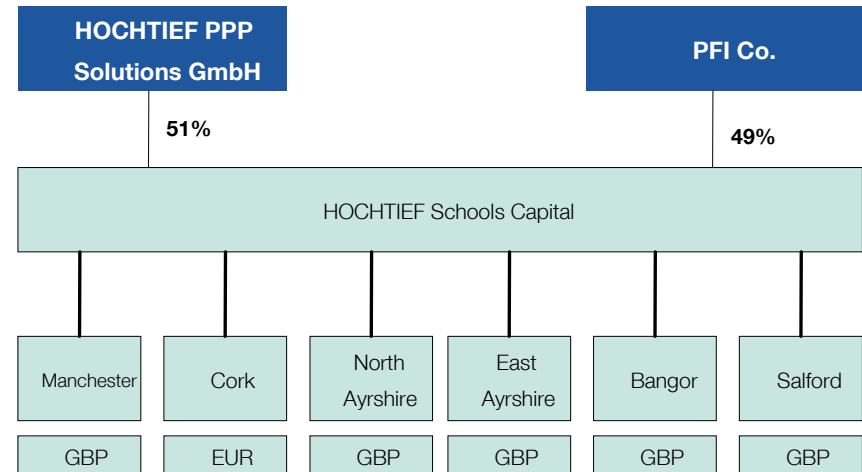 HOCHTIEF PPP
Solutions GmbH
PFI Co.
51%
49%
HOCHTIEF Schools Capital
Manchester
Cork
North
Ayrshire
East
Ayrshire
Bangor
Salford
GBP
EUR
GBP
GBP
GBP
GBP